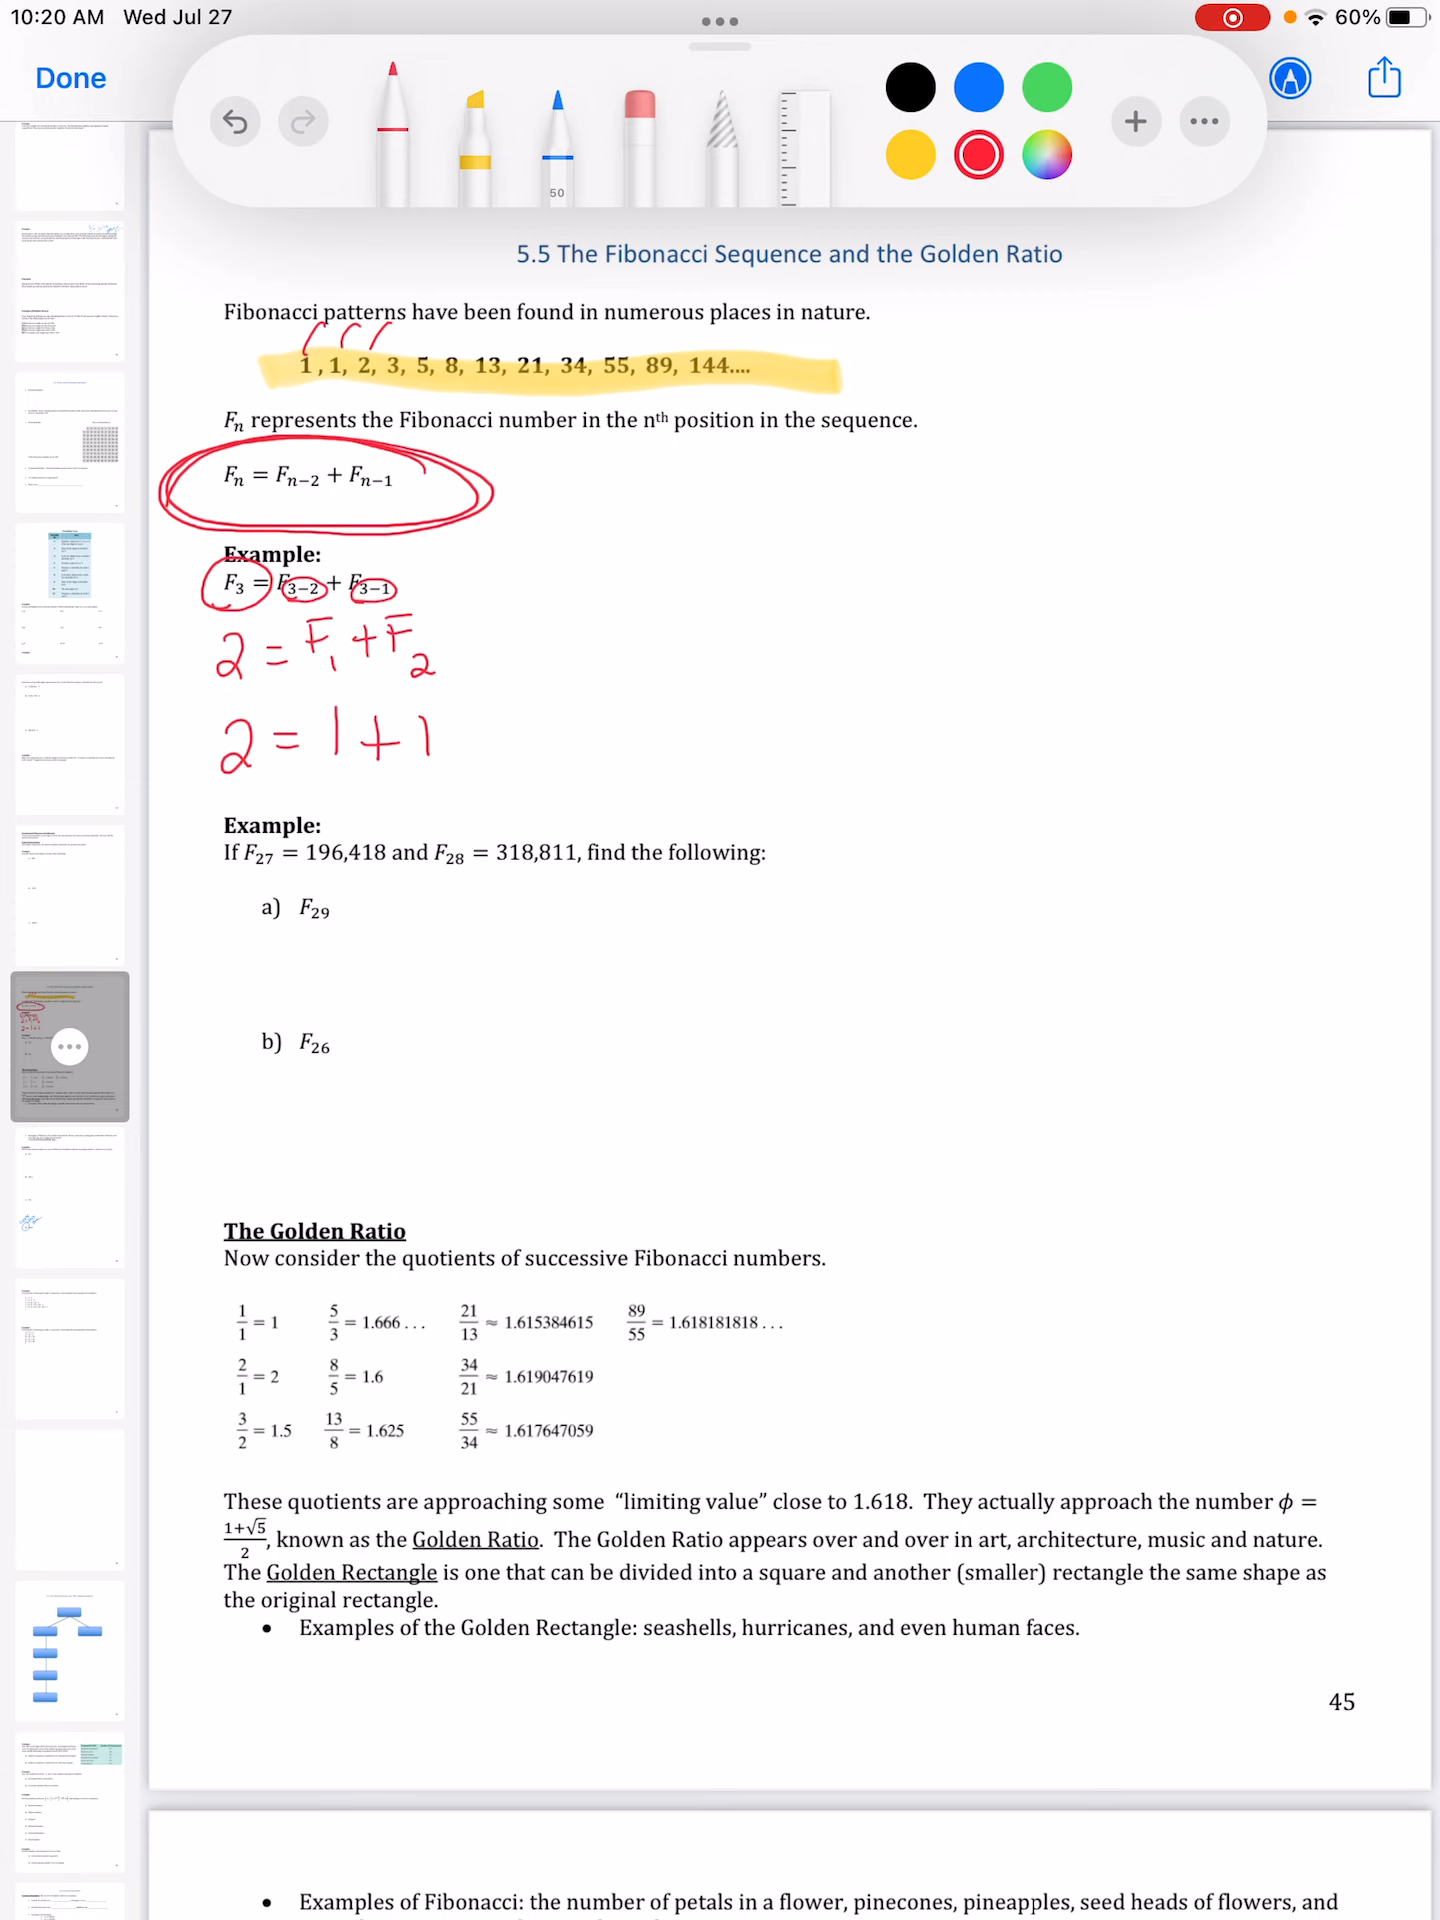 10:20 AM Wed Jul 27
60%
Done
50
5.5 The Fibonacci Sequence and the Golden Ratio
Fibonacci patterns have been found in numerous places in nature.
1 , 1, 2, 3, 5, 8, 13, 21, 34, 55, 89, 144....
Fₙ represents the Fibonacci number in the nᵗʰ position in the sequence.
Fₙ = Fₙ₋₂ + Fₙ₋₁
Example:
F₃ = F₃₋₂ + F₃₋₁
2 = F₁ + F₂
2 = 1 + 1
Example:
If F₂₇ = 196,418 and F₂₈ = 318,811, find the following:
a) F₂₉
b) F₂₆
The Golden Ratio
Now consider the quotients of successive Fibonacci numbers.
1/1 = 1 5/3 = 1.666 . . . 21/13 ≈ 1.615384615 89/55 = 1.618181818 . . .
2/1 = 2 8/5 = 1.6 34/21 ≈ 1.619047619
3/2 = 1.5 13/8 = 1.625 55/34 ≈ 1.617647059
These quotients are approaching some “limiting value” close to 1.618. They actually approach the number ϕ =
(1+√5)/2, known as the Golden Ratio. The Golden Ratio appears over and over in art, architecture, music and nature.
The Golden Rectangle is one that can be divided into a square and another (smaller) rectangle the same shape as
the original rectangle.
• Examples of the Golden Rectangle: seashells, hurricanes, and even human faces.
45
• Examples of Fibonacci: the number of petals in a flower, pinecones, pineapples, seed heads of flowers, and